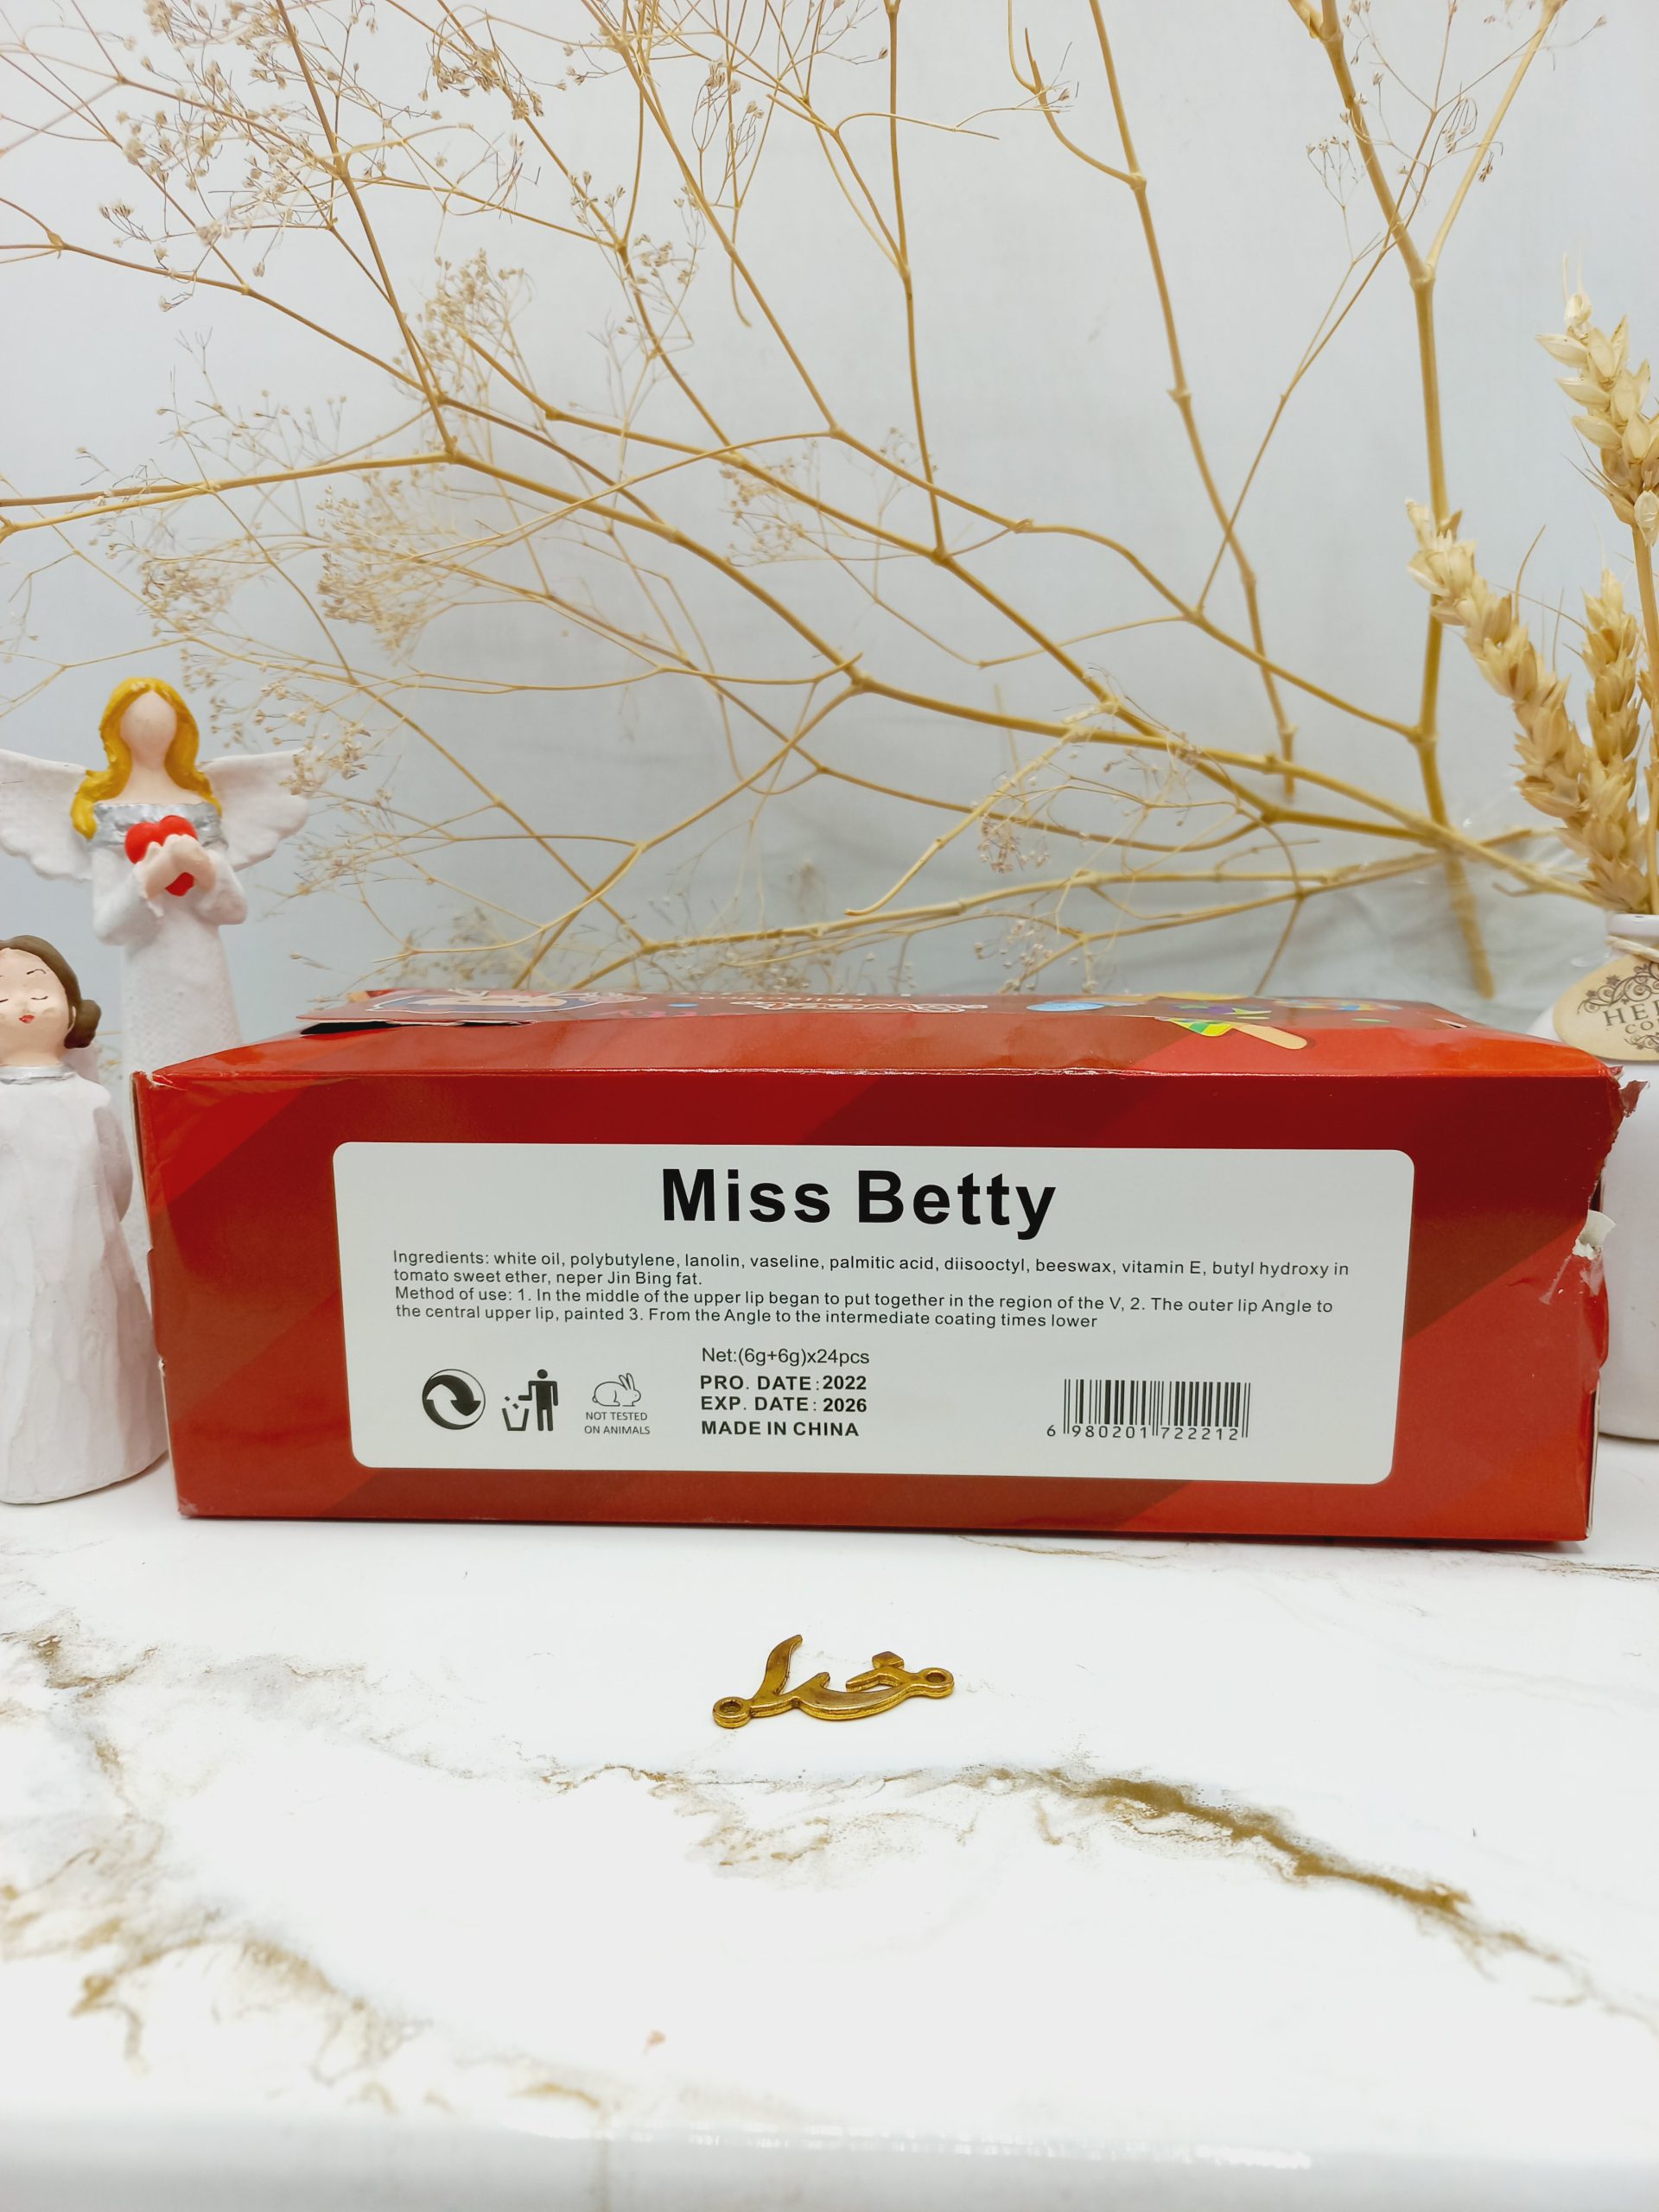 Miss Betty
Ingredients: white oil, polybutylene, lanolin, vaseline, palmitic acid, diisooctyl, beeswax, vitamin E, butyl hydroxy in
tomato sweet ether, neper Jin Bing fat.
Method of use: 1. In the middle of the upper lip began to put together in the region of the V, 2. The outer lip Angle to
the central upper lip, painted 3. From the Angle to the intermediate coating times lower
Net:(6g+6g)x24pcs
PRO. DATE:2022
EXP. DATE: 2026
MADE IN CHINA
NOT TESTED
ON ANIMALS
6 980201 722212